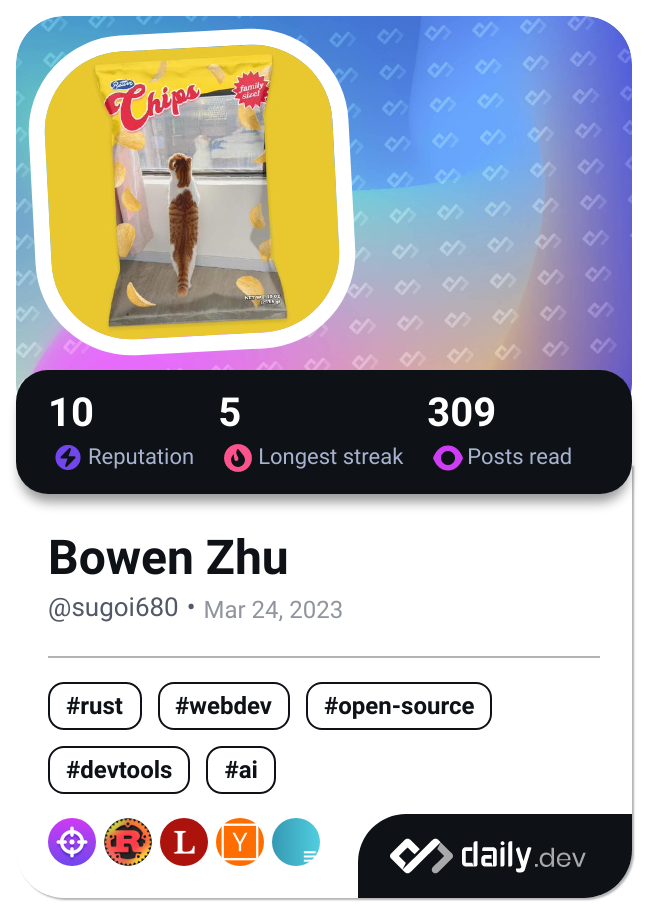 Chips
family
size!
10 5 309
Reputation Longest streak Posts read
Bowen Zhu
@sugoi680 • Mar 24, 2023
#rust #webdev #open-source
#devtools #ai
R L Y
daily.dev